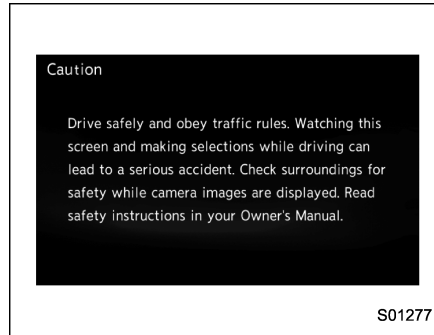 Caution
Drive safely and obey traffic rules. Watching this
screen and making selections while driving can
lead to a serious accident. Check surroundings for
safety while camera images are displayed. Read
safety instructions in your Owner's Manual.
S01277